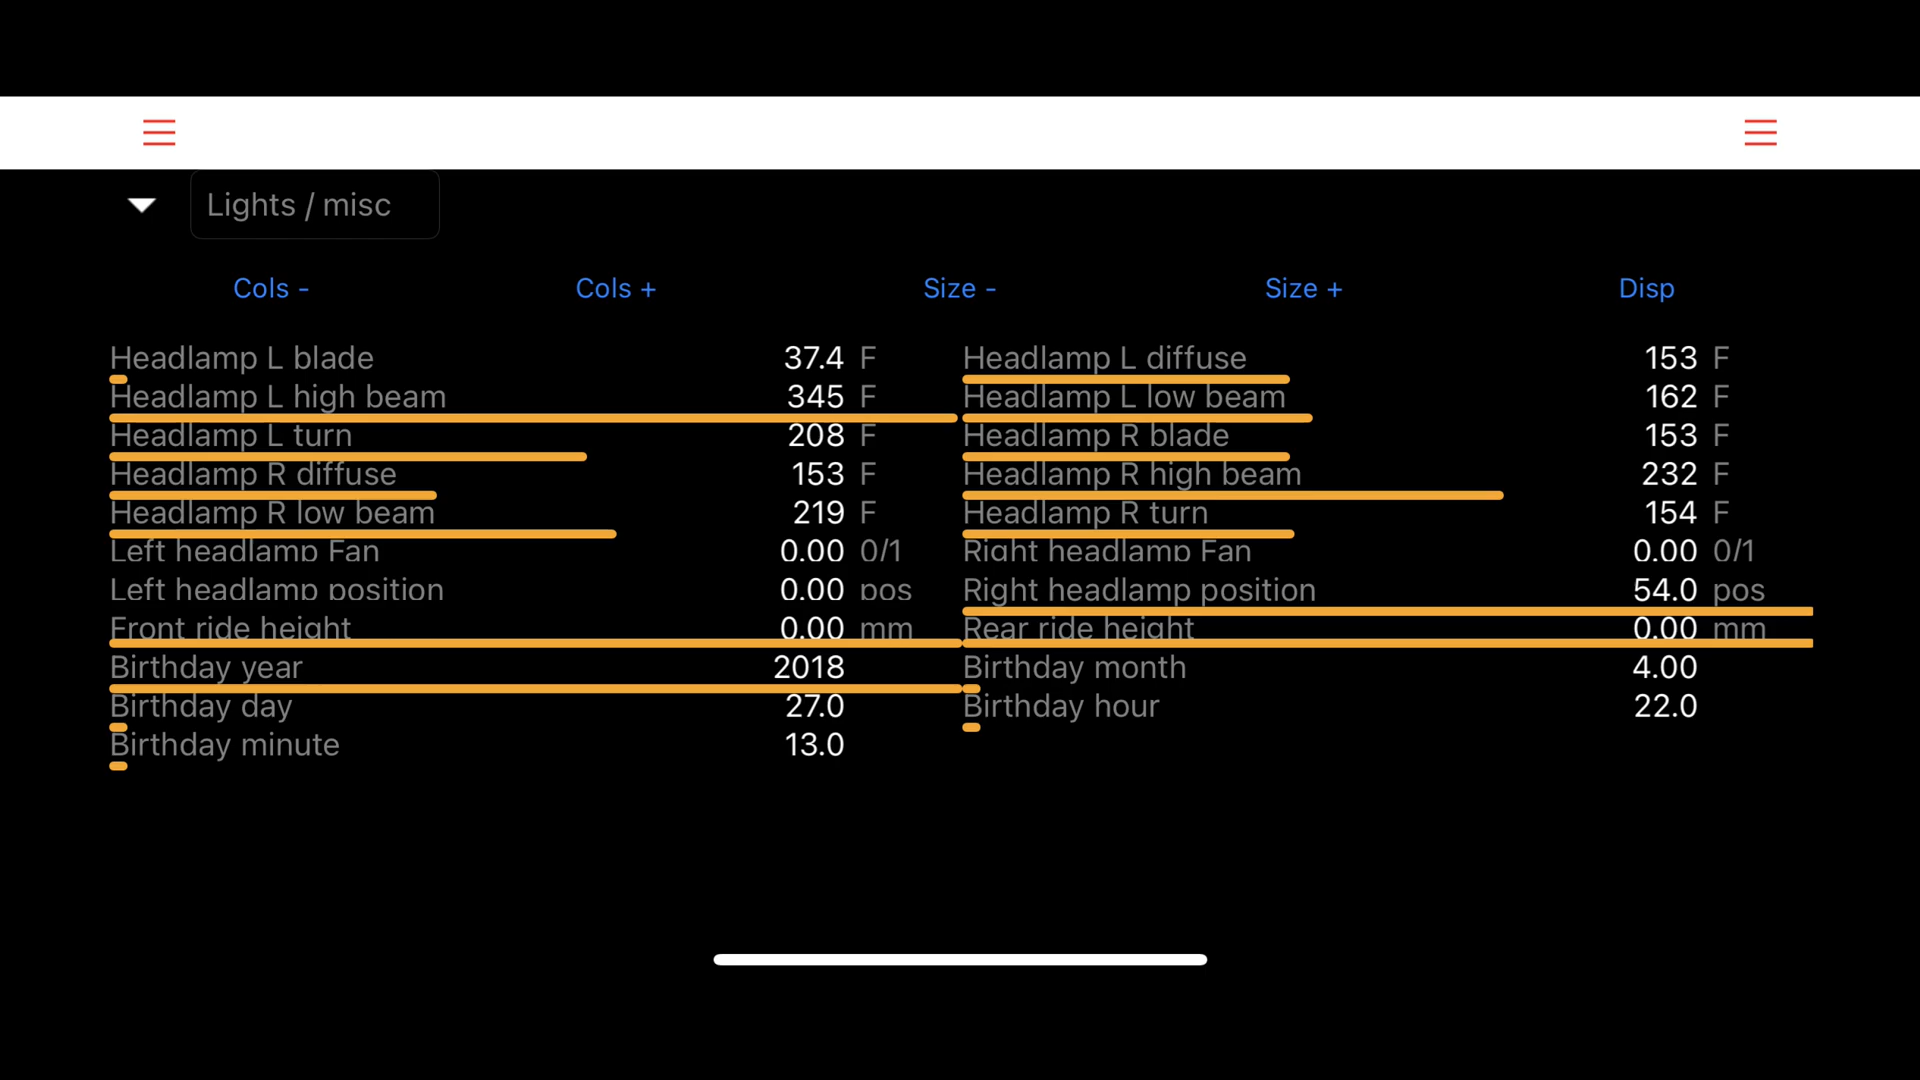 Lights / misc
Cols - Cols + Size - Size + Disp
Headlamp L blade 37.4 F Headlamp L diffuse 153 F
Headlamp L high beam 345 F Headlamp L low beam 162 F
Headlamp L turn 208 F Headlamp R blade 153 F
Headlamp R diffuse 153 F Headlamp R high beam 232 F
Headlamp R low beam 219 F Headlamp R turn 154 F
Left headlamp Fan 0.00 0/1 Right headlamp Fan 0.00 0/1
Left headlamp position 0.00 pos Right headlamp position 54.0 pos
Front ride height 0.00 mm Rear ride height 0.00 mm
Birthday year 2018 Birthday month 4.00
Birthday day 27.0 Birthday hour 22.0
Birthday minute 13.0